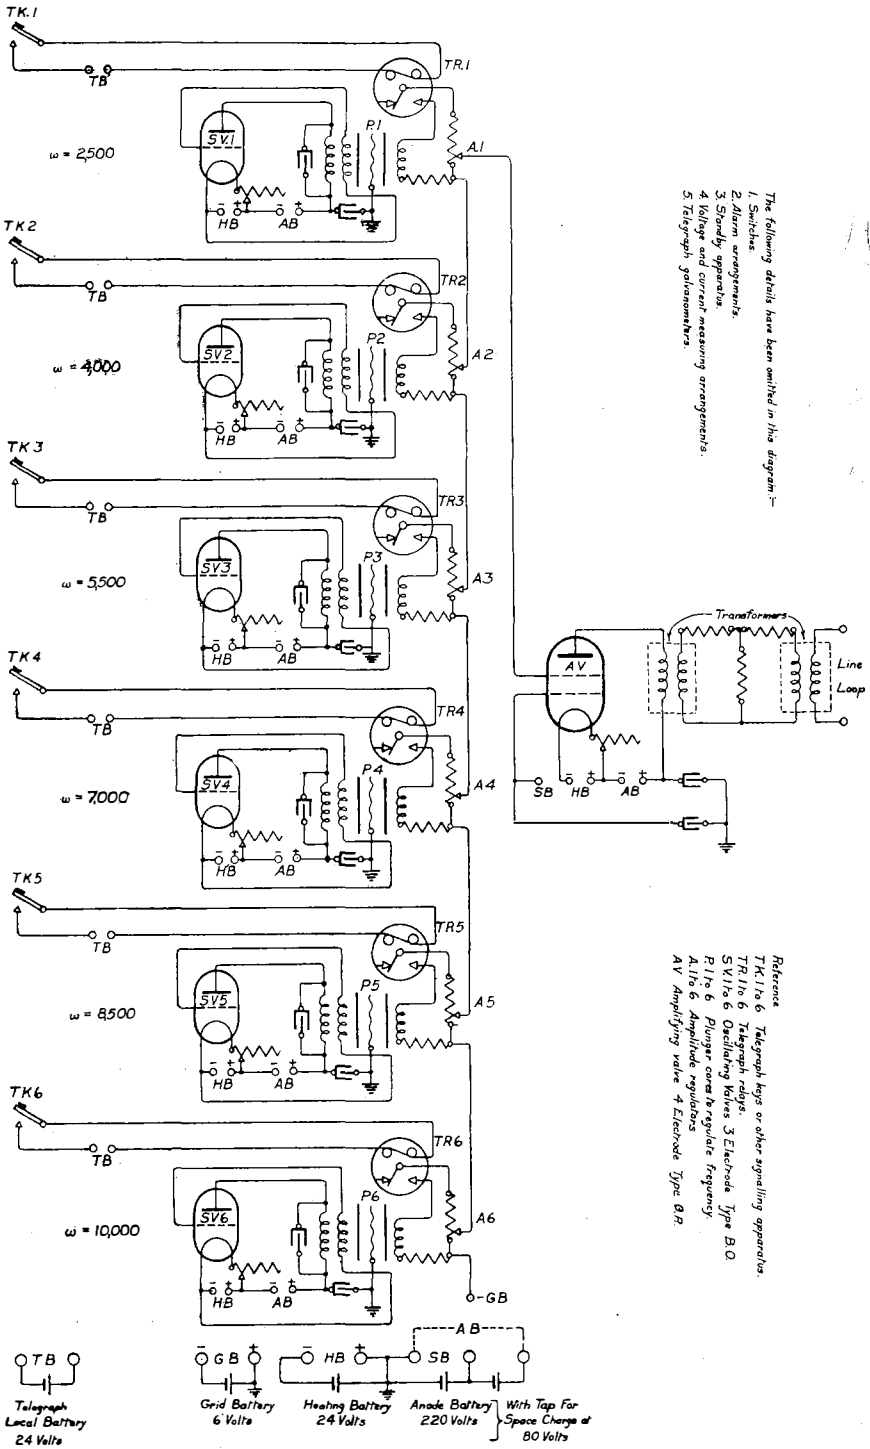 TK.1
TB
TR.1
SV.1
P.1
A.1
ω = 2,500
- HB +
- AB +
TK2
TB
TR2
SV2
P2
A2
ω = 4,000
- HB +
- AB +
TK3
TB
TR3
SV3
P3
A3
ω = 5,500
- HB +
- AB +
TK4
TB
TR4
SV4
P4
A4
ω = 7,000
- HB +
- AB +
TK5
TB
TR5
SV5
P5
A5
ω = 8,500
- HB +
- AB +
TK6
TB
TR6
SV6
P6
A6
ω = 10,000
- HB +
- AB +
-GB
The following details have been omitted in this diagram:-
1. Switches.
2. Alarm arrangements.
3. Standby apparatus.
4. Voltage and current measuring arrangements.
5. Telegraph galvanometers.
Transformers
AV
Line
Loop
SB
- HB +
- AB +
Reference
T.K.1 to 6 Telegraph keys or other signalling apparatus.
T.R.1 to 6 Telegraph relays.
S.V.1 to 6 Oscillating Valves 3 Electrode Type B.O.
P.1 to 6 Plunger cores to regulate frequency.
A.1 to 6 Amplitude regulators
AV Amplifying valve 4 Electrode Type B.R.
TB
Telegraph
Local Battery
24 Volts
- GB +
Grid Battery
6 Volts
- HB +
Heating Battery
24 Volts
AB
SB
Anode Battery
220 Volts
With Tap For
Space Charge at
80 Volts